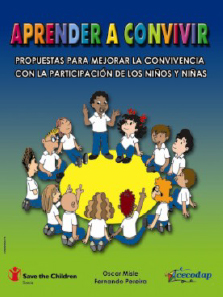 APRENDER A CONVIVIR
PROPUESTAS PARA MEJORAR LA CONVIVENCIA
CON LA PARTICIPACIÓN DE LOS NIÑOS Y NIÑAS
Oscar Misle
Fernando Pereira
Save the Children
cecodap